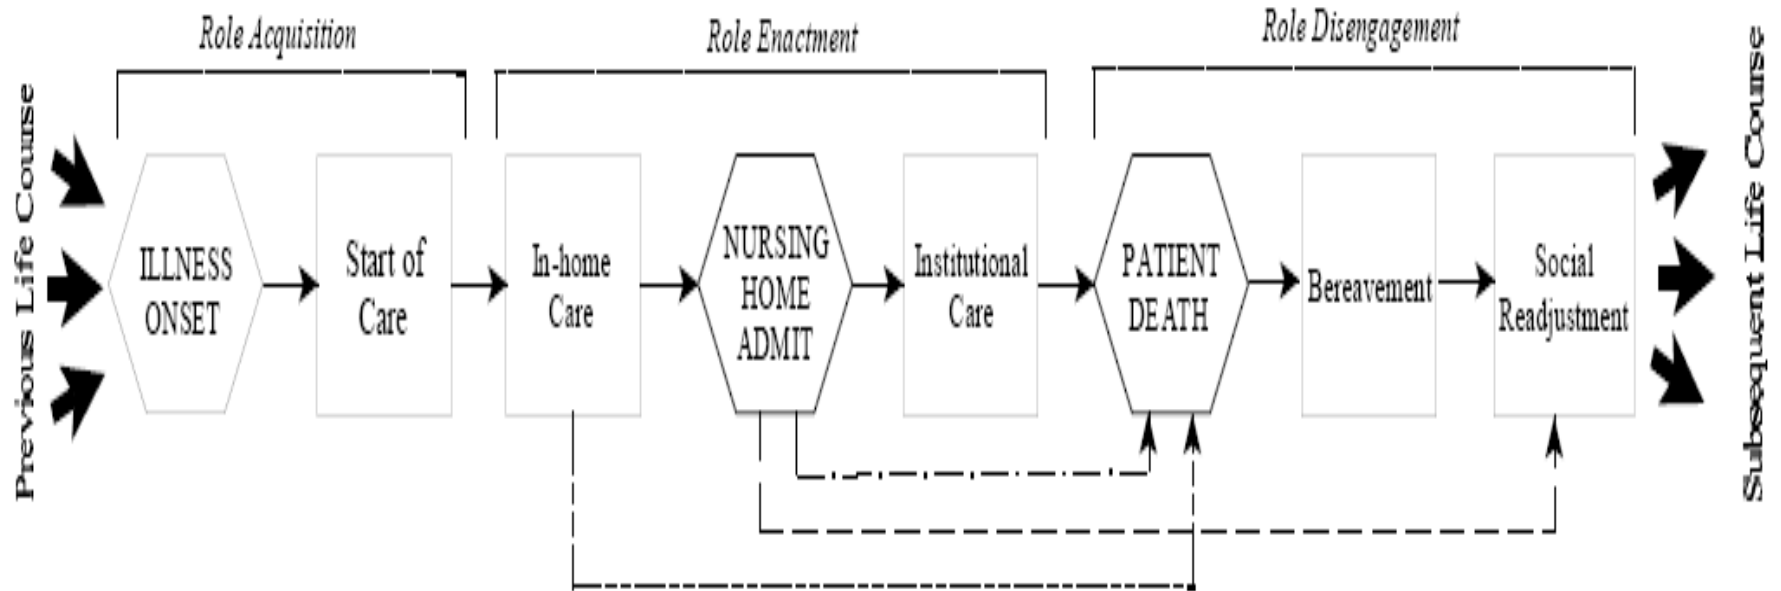 Role Acquisition
Role Enactment
Role Disengagement
Previous Life Course
ILLNESS
ONSET
Start of
Care
In-home
Care
NURSING
HOME
ADMIT
Institutional
Care
PATIENT
DEATH
Bereavement
Social
Readjustment
Subsequent Life Course